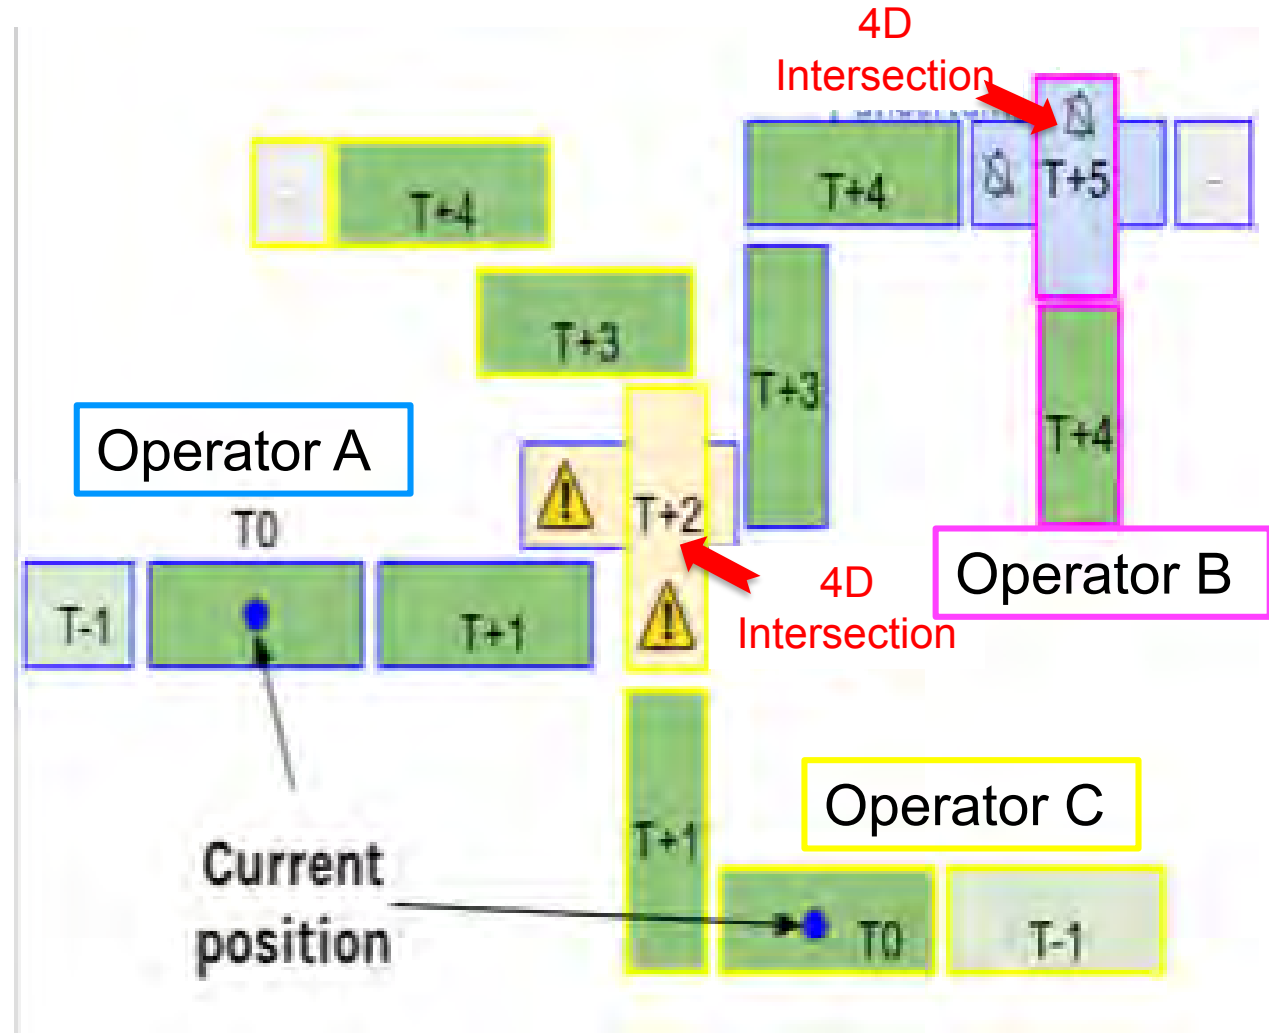 4D
Intersection
T+4
T+4
T+5
-
T+3
T+3
T+4
Operator A
T0
T+2
Operator B
4D
Intersection
T-1
T+1
Operator C
T+1
Current
position
T0
T-1